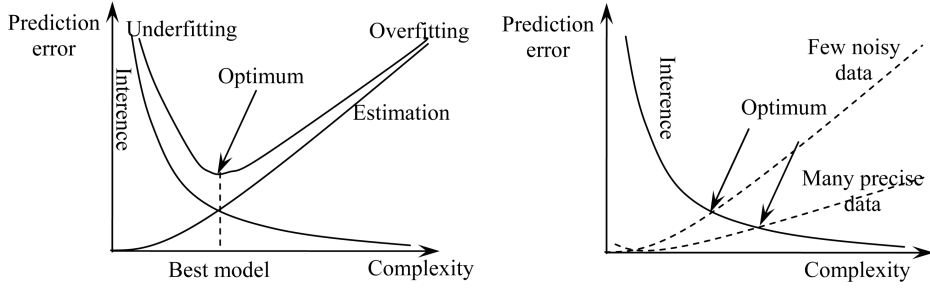 Prediction
error
Underfitting
Overfitting
Optimum
Interence
Estimation
Best model
Complexity
Prediction
error
Few noisy
data
Interence
Optimum
Many precise
data
Complexity